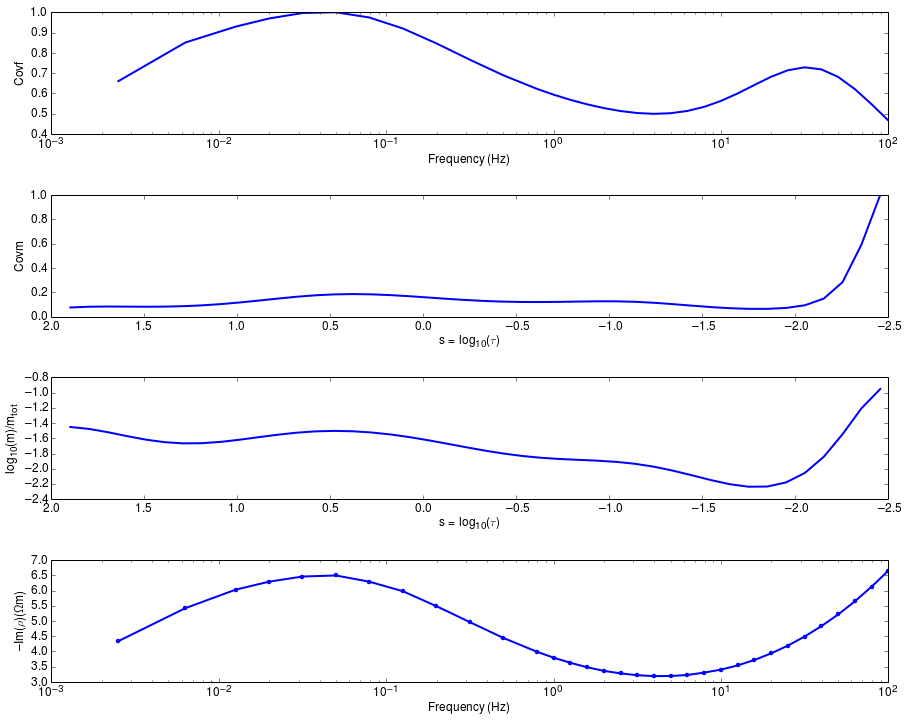 1.0
0.9
0.8
0.7
0.6
0.5
0.4
Covf
10⁻³ 10⁻² 10⁻¹ 10⁰ 10¹ 10²
Frequency (Hz)
1.0
0.8
0.6
0.4
0.2
0.0
Covm
2.0 1.5 1.0 0.5 0.0 −0.5 −1.0 −1.5 −2.0 −2.5
s = log₁₀(τ)
−0.8
−1.0
−1.2
−1.4
−1.6
−1.8
−2.0
−2.2
−2.4
log₁₀(m)/mₜₒₜ
2.0 1.5 1.0 0.5 0.0 −0.5 −1.0 −1.5 −2.0 −2.5
s = log₁₀(τ)
7.0
6.5
6.0
5.5
5.0
4.5
4.0
3.5
3.0
−Im(ρ)(Ωm)
10⁻³ 10⁻² 10⁻¹ 10⁰ 10¹ 10²
Frequency (Hz)